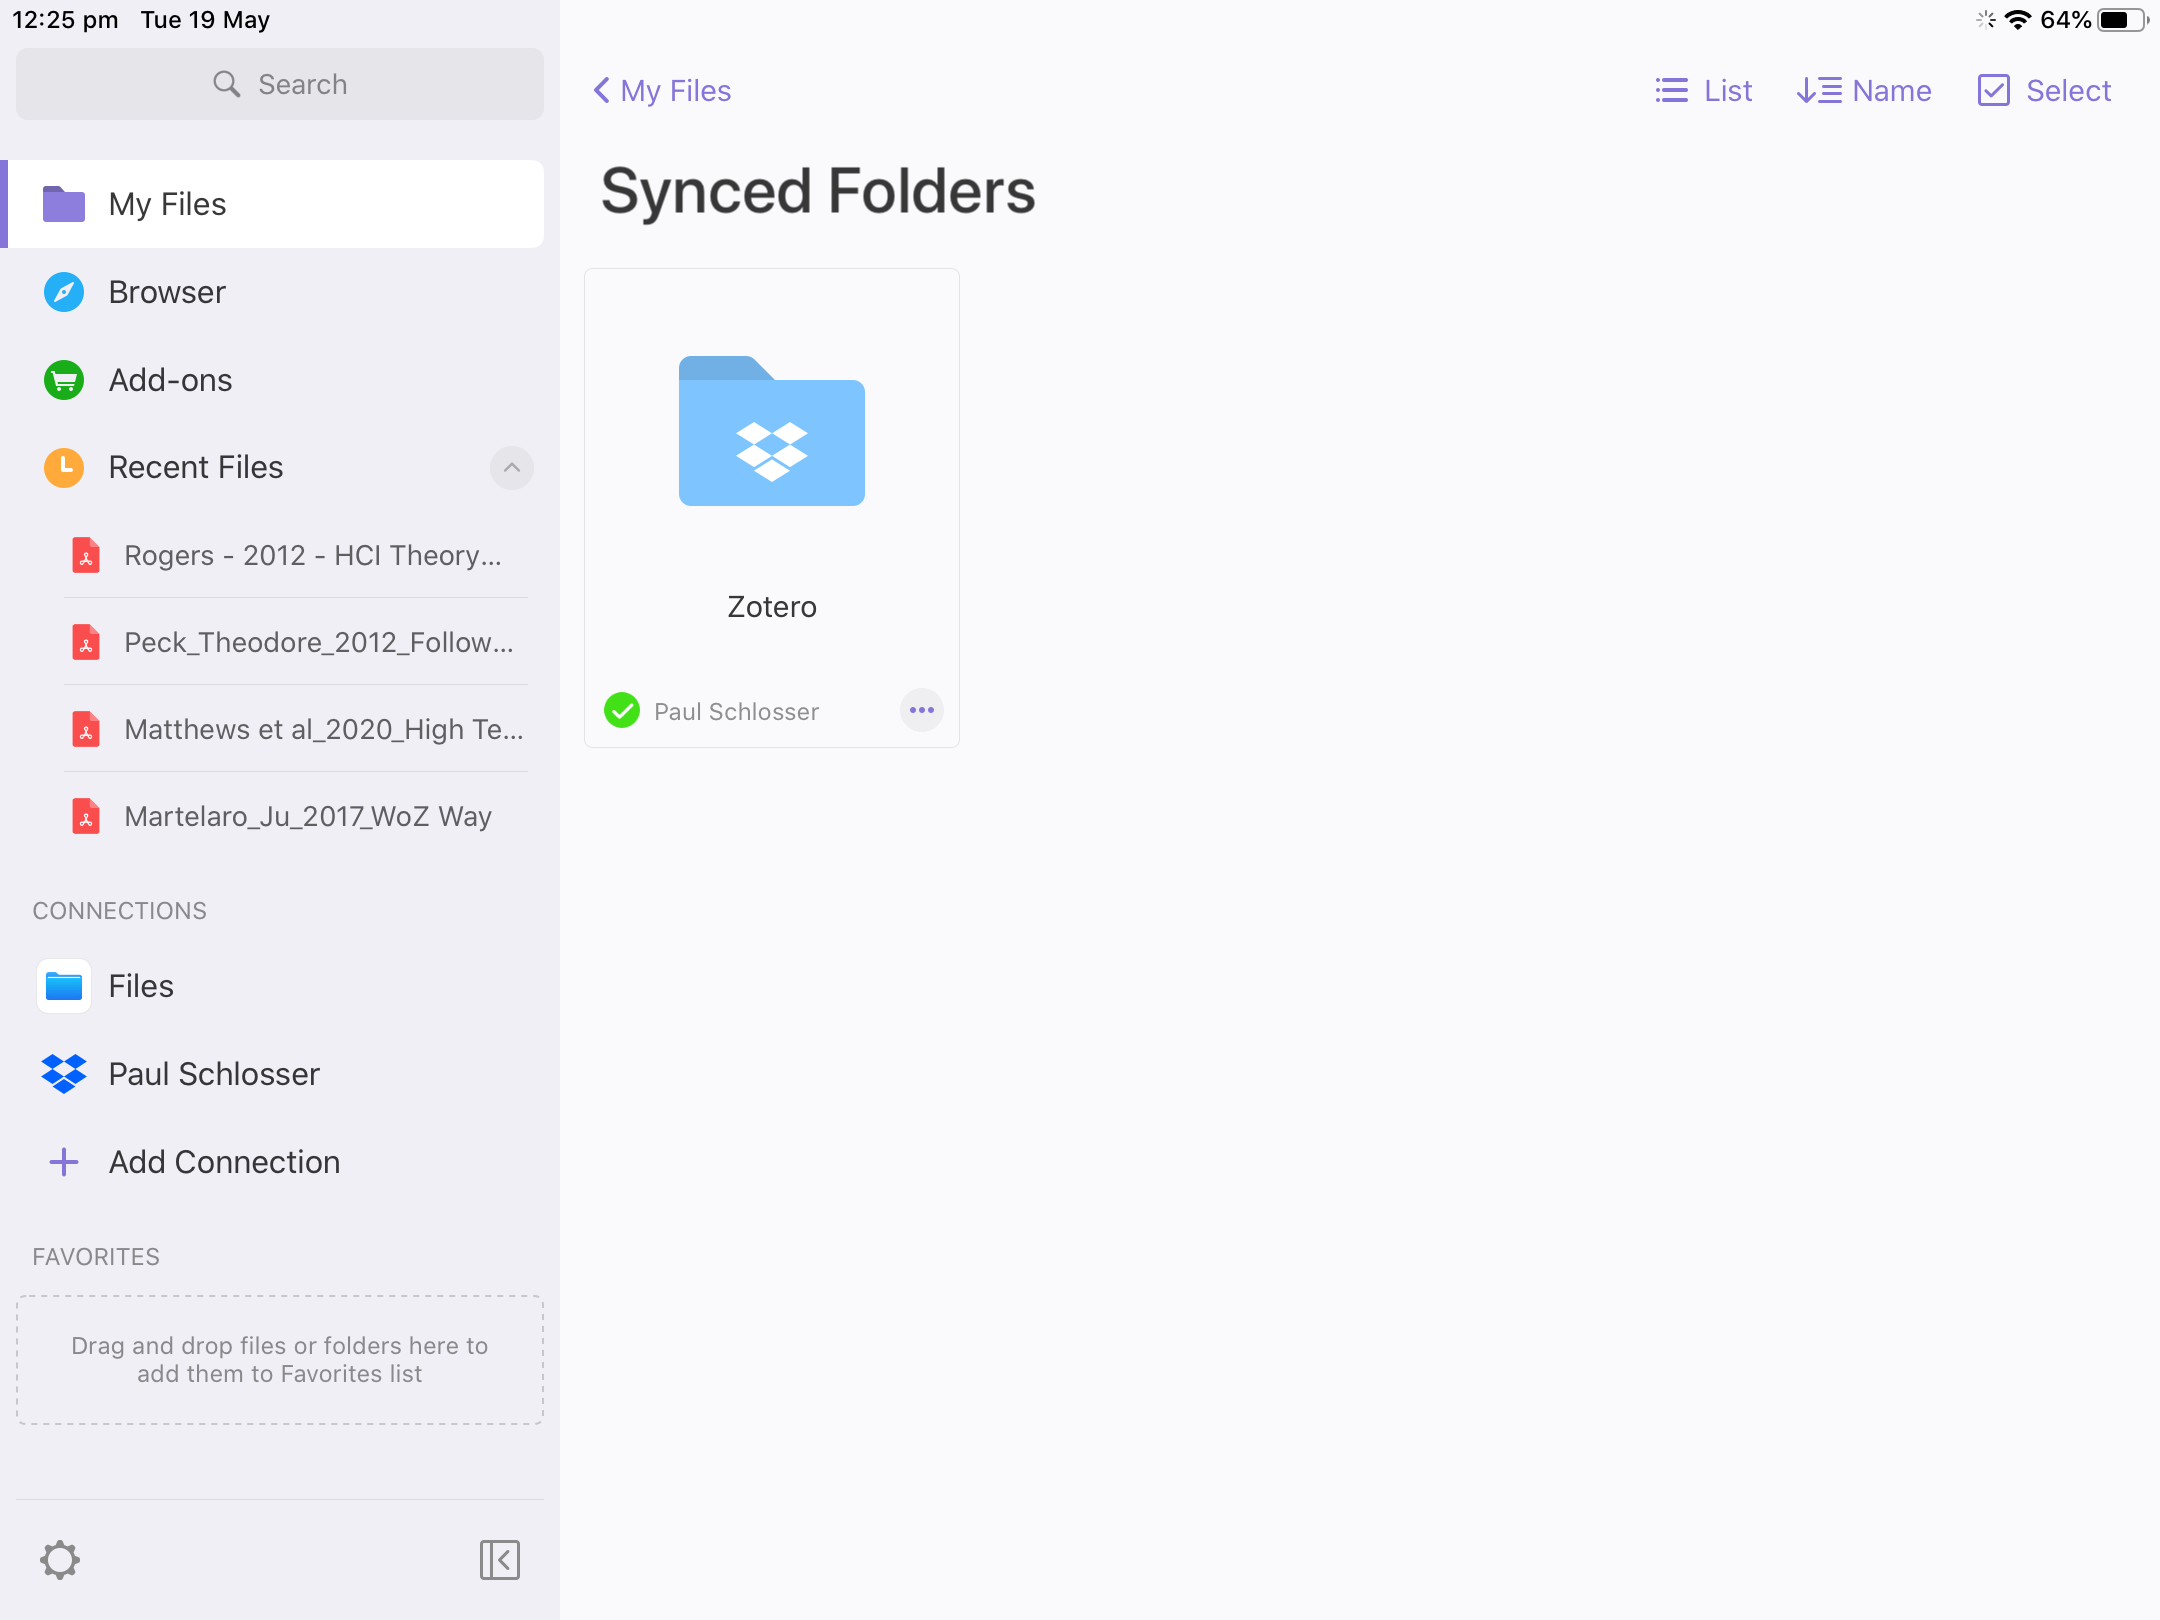 12:25 pm Tue 19 May
64%
Search
My Files
Browser
Add-ons
Recent Files
Rogers - 2012 - HCI Theory...
Peck_Theodore_2012_Follow...
Matthews et al_2020_High Te...
Martelaro_Ju_2017_WoZ Way
CONNECTIONS
Files
Paul Schlosser
Add Connection
FAVORITES
Drag and drop files or folders here to
add them to Favorites list
My Files
List
Name
Select
Synced Folders
Zotero
Paul Schlosser